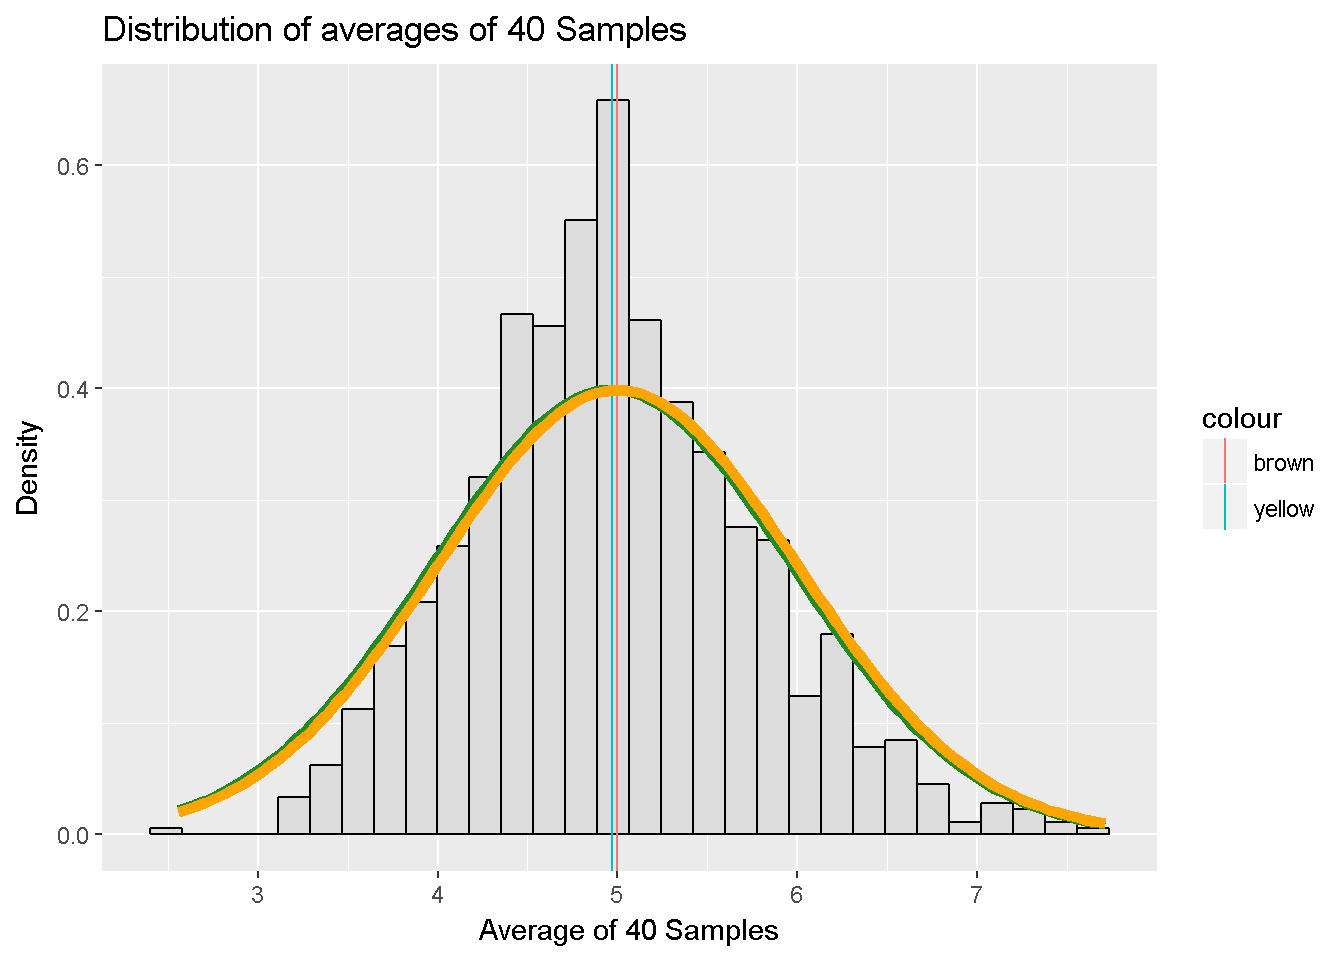 Distribution of averages of 40 Samples
Density
0.6
0.4
0.2
0.0
3 4 5 6 7
Average of 40 Samples
colour
brown
yellow